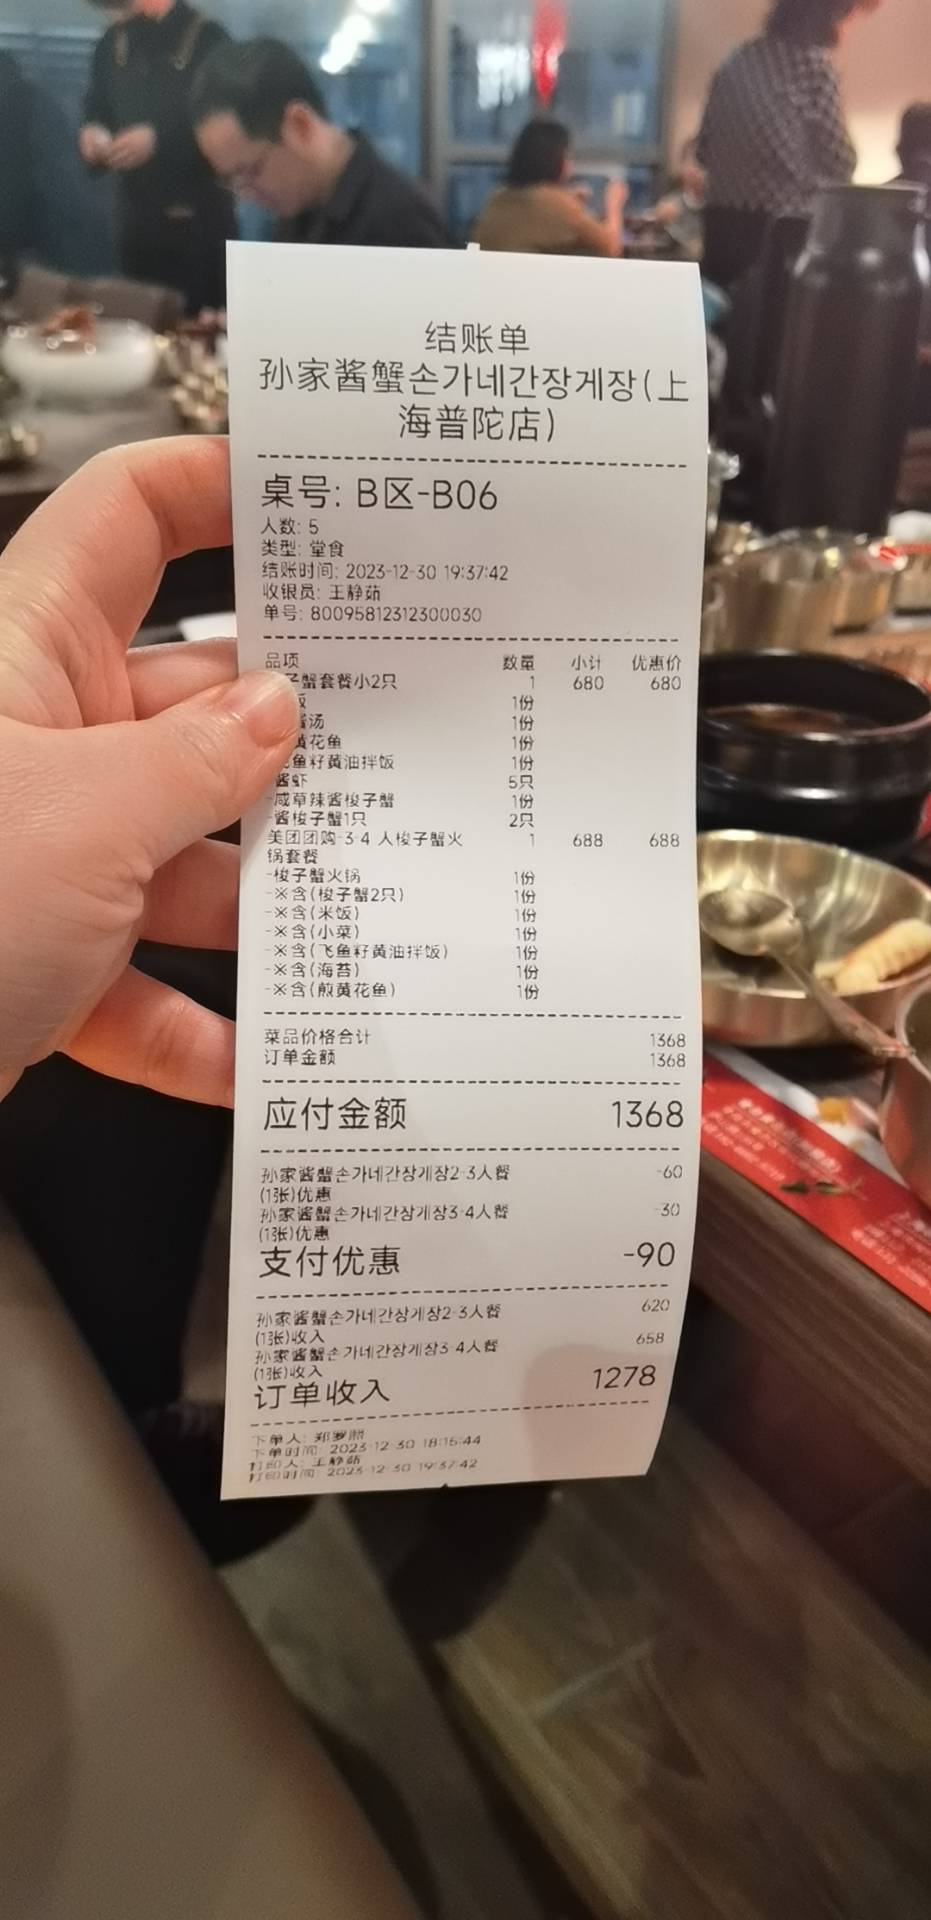 结账单
孙家酱蟹손가네간장게장(上
海普陀店)
桌号: B区-B06
人数: 5
类型: 堂食
结账时间: 2023-12-30 19:37:42
收银员: 王静茹
单号: 80095812312300030
品项 数量 小计 优惠价
子蟹套餐小2只 1 680 680
饭 1份
酱汤 1份
黄花鱼 1份
飞鱼籽黄油拌饭 1份
酱虾 5只
-咸草辣酱梭子蟹 1份
-酱梭子蟹1只 2只
美团团购-3-4 人梭子蟹火 1 688 688
锅套餐
-梭子蟹火锅 1份
-※含(梭子蟹2只) 1份
-※含(米饭) 1份
-※含(小菜) 1份
-※含(飞鱼籽黄油拌饭) 1份
-※含(海苔) 1份
-※含(煎黄花鱼) 1份
菜品价格合计 1368
订单金额 1368
应付金额 1368
孙家酱蟹손가네간장게장2-3人餐 -60
(1张)优惠
孙家酱蟹손가네간장게장3-4人餐 -30
(1张)优惠
支付优惠 -90
孙家酱蟹손가네간장게장2-3人餐 620
(1张)收入
孙家酱蟹손가네간장게장3-4人餐 658
(1张)收入
订单收入 1278
下单人: 郑罗熙
下单时间: 2023-12-30 18:15:44
打印人: 王静茹
打印时间: 2023-12-30 19:37:42